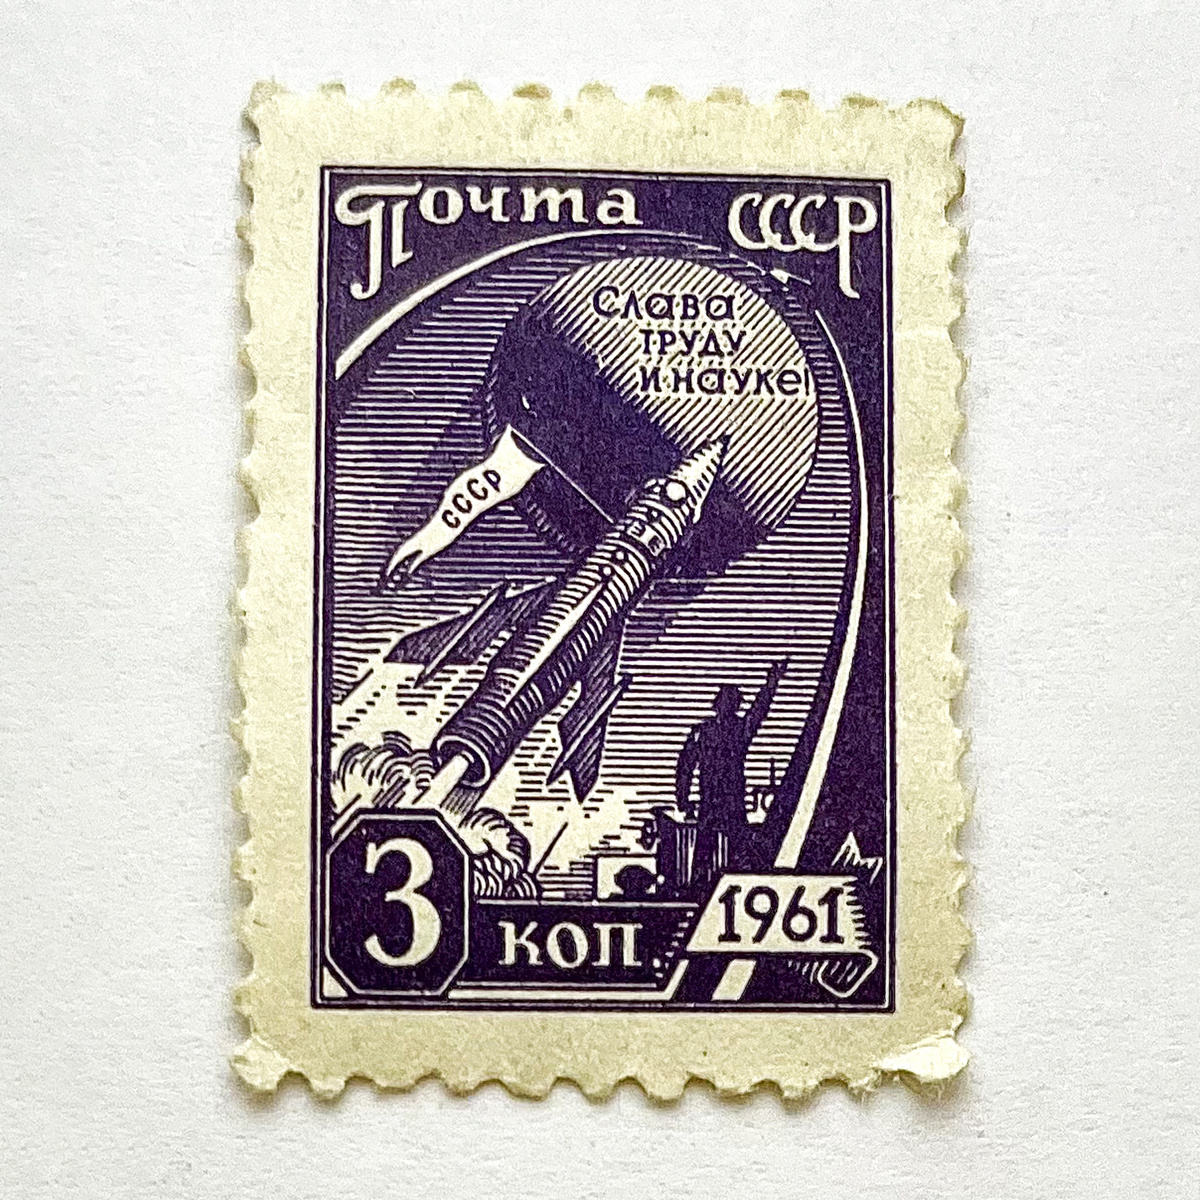 Почта СССР
Слава
труду
и науке!
СССР
3 коп
1961